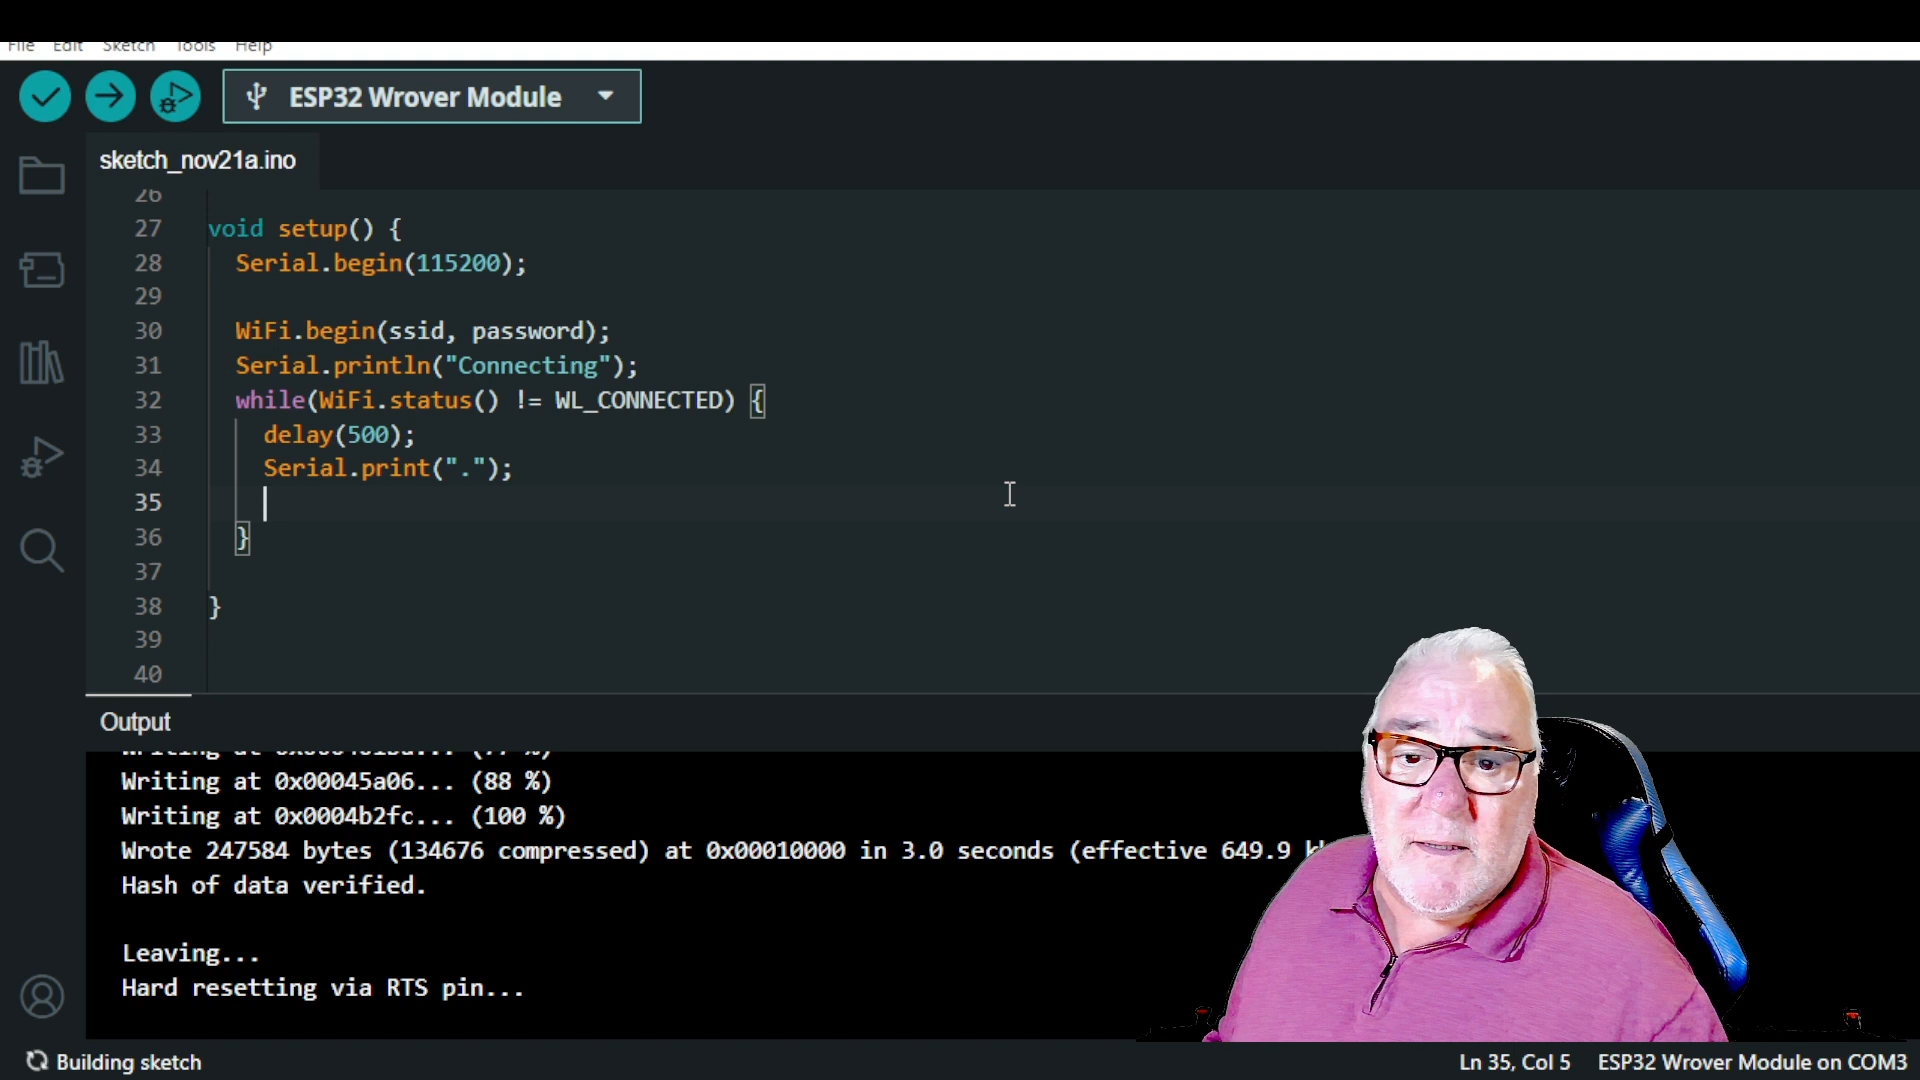 File Edit Sketch Tools Help
ESP32 Wrover Module
sketch_nov21a.ino
26
27 void setup() {
28 Serial.begin(115200);
29
30 WiFi.begin(ssid, password);
31 Serial.println("Connecting");
32 while(WiFi.status() != WL_CONNECTED) {
33 delay(500);
34 Serial.print(".");
35
36 }
37
38 }
39
40
Output
Writing at 0x00045a06... (88 %)
Writing at 0x0004b2fc... (100 %)
Wrote 247584 bytes (134676 compressed) at 0x00010000 in 3.0 seconds (effective 649.9
Hash of data verified.
Leaving...
Hard resetting via RTS pin...
Building sketch
Ln 35, Col 5 ESP32 Wrover Module on COM3